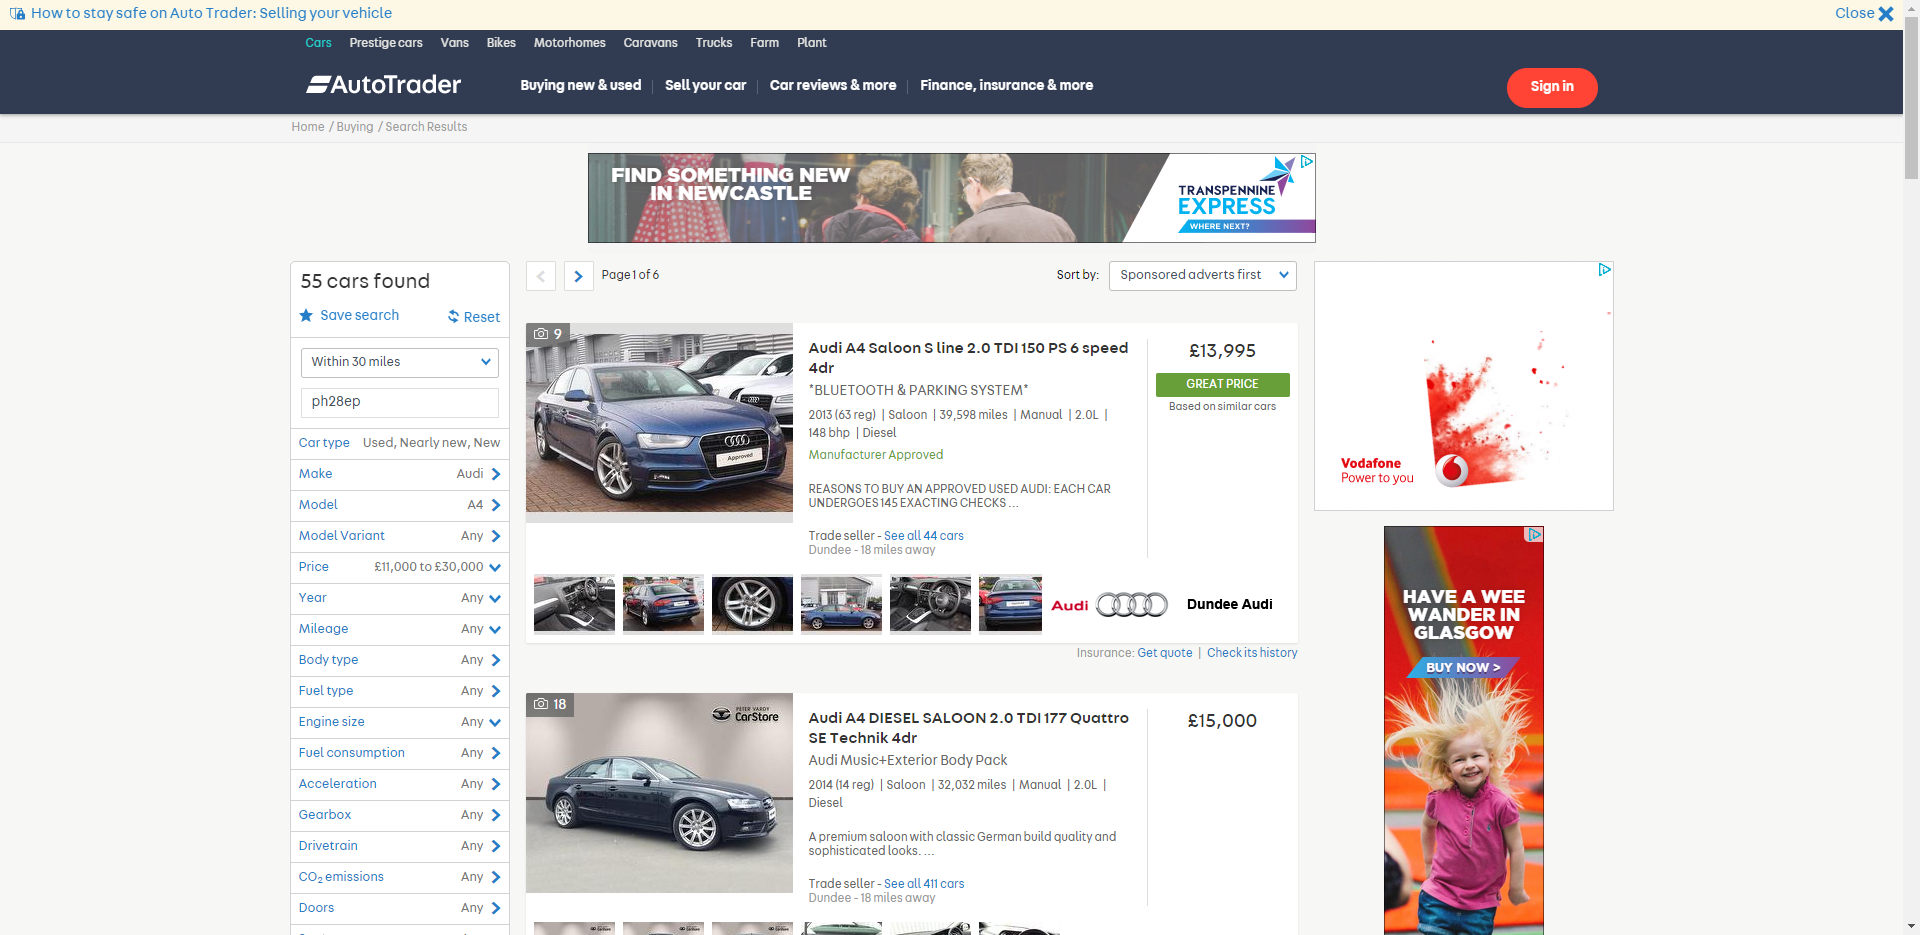 How to stay safe on Auto Trader: Selling your vehicle
Close
Cars Prestige cars Vans Bikes Motorhomes Caravans Trucks Farm Plant
AutoTrader
Buying new & used Sell your car Car reviews & more Finance, insurance & more
Sign in
Home / Buying / Search Results
FIND SOMETHING NEW
IN NEWCASTLE
TRANSPENNINE
EXPRESS
WHERE NEXT?
55 cars found
Save search Reset
Within 30 miles
ph28ep
Car type Used, Nearly new, New
Make Audi
Model A4
Model Variant Any
Price £11,000 to £30,000
Year Any
Mileage Any
Body type Any
Fuel type Any
Engine size Any
Fuel consumption Any
Acceleration Any
Gearbox Any
Drivetrain Any
CO2 emissions Any
Doors Any
Page 1 of 6
Sort by: Sponsored adverts first
9
Approved
Audi A4 Saloon S line 2.0 TDI 150 PS 6 speed
4dr
*BLUETOOTH & PARKING SYSTEM*
2013 (63 reg) | Saloon | 39,598 miles | Manual | 2.0L |
148 bhp | Diesel
Manufacturer Approved
REASONS TO BUY AN APPROVED USED AUDI: EACH CAR
UNDERGOES 145 EXACTING CHECKS ...
Trade seller - See all 44 cars
Dundee - 18 miles away
£13,995
GREAT PRICE
Based on similar cars
Audi
Dundee Audi
Insurance: Get quote | Check its history
18
PETER VARDY
CarStore
Audi A4 DIESEL SALOON 2.0 TDI 177 Quattro
SE Technik 4dr
Audi Music+Exterior Body Pack
2014 (14 reg) | Saloon | 32,032 miles | Manual | 2.0L |
Diesel
A premium saloon with classic German build quality and
sophisticated looks. ...
Trade seller - See all 411 cars
Dundee - 18 miles away
£15,000
Vodafone
Power to you
HAVE A WEE
WANDER IN
GLASGOW
BUY NOW >